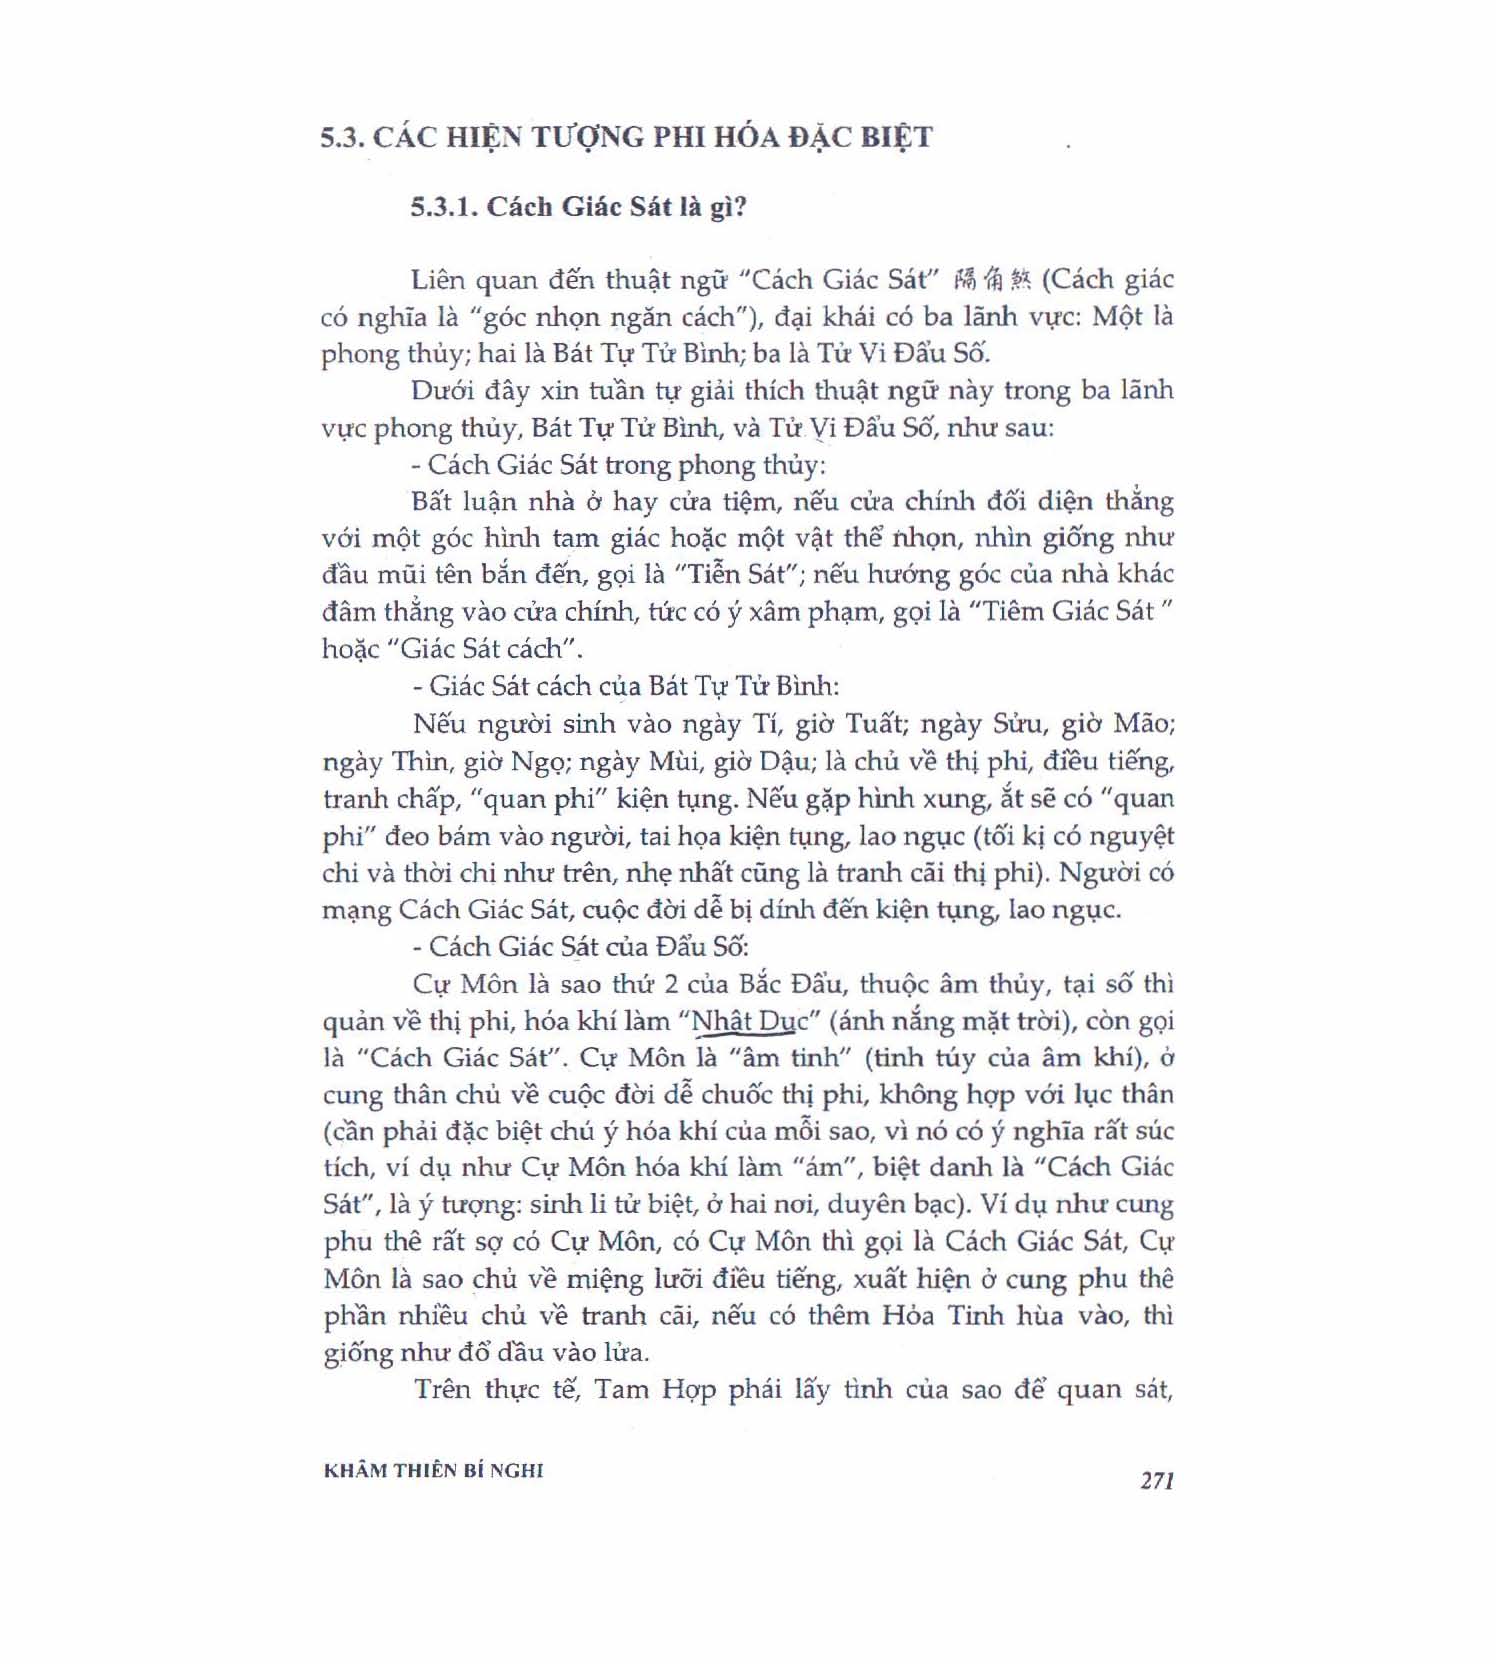 5.3. CÁC HIỆN TƯỢNG PHI HÓA ĐẶC BIỆT
5.3.1. Cách Giác Sát là gì?
Liên quan đến thuật ngữ "Cách Giác Sát" 隔角煞 (Cách giác
có nghĩa là "góc nhọn ngăn cách"), đại khái có ba lãnh vực: Một là
phong thủy; hai là Bát Tự Tử Bình; ba là Tử Vi Đẩu Số.
Dưới đây xin tuần tự giải thích thuật ngữ này trong ba lãnh
vực phong thủy, Bát Tự Tử Bình, và Tử Vi Đẩu Số, như sau:
- Cách Giác Sát trong phong thủy:
Bất luận nhà ở hay cửa tiệm, nếu cửa chính đối diện thẳng
với một góc hình tam giác hoặc một vật thể nhọn, nhìn giống như
đầu mũi tên bắn đến, gọi là "Tiễn Sát"; nếu hướng góc của nhà khác
đâm thẳng vào cửa chính, tức có ý xâm phạm, gọi là "Tiêm Giác Sát "
hoặc "Giác Sát cách".
- Giác Sát cách của Bát Tự Tử Bình:
Nếu người sinh vào ngày Tí, giờ Tuất; ngày Sửu, giờ Mão;
ngày Thìn, giờ Ngọ; ngày Mùi, giờ Dậu; là chủ về thị phi, điều tiếng,
tranh chấp, "quan phi" kiện tụng. Nếu gặp hình xung, ắt sẽ có "quan
phi" đeo bám vào người, tai họa kiện tụng, lao ngục (tối kị có nguyệt
chi và thời chi như trên, nhẹ nhất cũng là tranh cãi thị phi). Người có
mạng Cách Giác Sát, cuộc đời dễ bị dính đến kiện tụng, lao ngục.
- Cách Giác Sát của Đẩu Số:
Cự Môn là sao thứ 2 của Bắc Đẩu, thuộc âm thủy, tại số thì
quản về thị phi, hóa khí làm "Nhật Dục" (ánh nắng mặt trời), còn gọi
là "Cách Giác Sát". Cự Môn là "âm tinh" (tinh túy của âm khí), ở
cung thân chủ về cuộc đời dễ chuốc thị phi, không hợp với lục thân
(cần phải đặc biệt chú ý hóa khí của mỗi sao, vì nó có ý nghĩa rất súc
tích, ví dụ như Cự Môn hóa khí làm "ám", biệt danh là "Cách Giác
Sát", là ý tượng: sinh li tử biệt, ở hai nơi, duyên bạc). Ví dụ như cung
phu thê rất sợ có Cự Môn, có Cự Môn thì gọi là Cách Giác Sát, Cự
Môn là sao chủ về miệng lưỡi điều tiếng, xuất hiện ở cung phu thê
phần nhiều chủ về tranh cãi, nếu có thêm Hỏa Tinh hùa vào, thì
giống như đổ dầu vào lửa.
Trên thực tế, Tam Hợp phái lấy tình của sao để quan sát,
KHÂM THIÊN BÍ NGHI
271